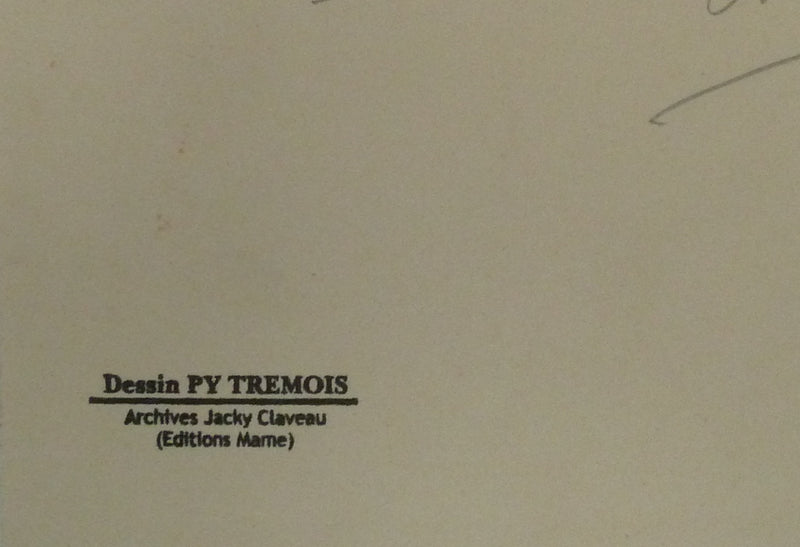 Dessin PY TREMOIS
Archives Jacky Claveau
(Editions Mame)